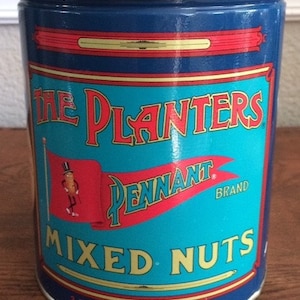 THE PLANTERS
PENNANT®
BRAND
MIXED NUTS